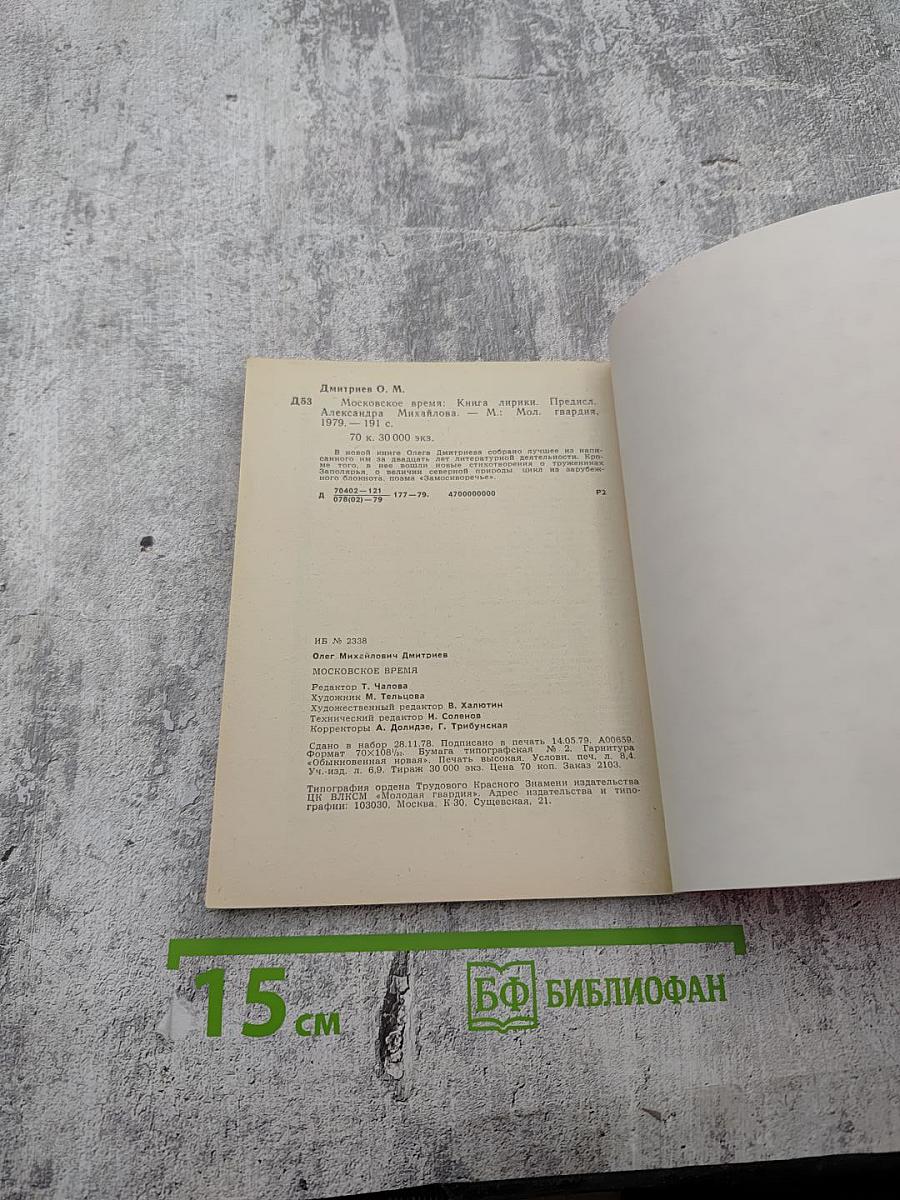 Дмитриев О. М.
Д53 Московское время: Книга лирики. Предисл.
Александра Михайлова. — М.: Мол. гвардия,
1979. — 191 с.
70 к. 30 000 экз.
В новой книге Олега Дмитриева собрано лучшее из напи-
санного им за двадцать лет литературной деятельности. Кро-
ме того, в нее вошли новые стихотворения о тружениках
Заполярья, о величии северной природы, цикл из зарубеж-
ного блокнота, поэма «Замоскворечье».
Д 70402—121 177—79. 4700000000 Р2
078(02)—79
ИБ № 2338
Олег Михайлович Дмитриев
МОСКОВСКОЕ ВРЕМЯ
Редактор Т. Чалова
Художник М. Тельцова
Художественный редактор В. Халютин
Технический редактор И. Соленов
Корректоры А. Долидзе, Г. Трибунская
Сдано в набор 28.11.78. Подписано в печать 14.05.79. А00659.
Формат 70×108¹/₃₂. Бумага типографская № 2. Гарнитура
«Обыкновенная новая». Печать высокая. Условн. печ. л. 8,4.
Уч.-изд. л. 6,9. Тираж 30 000 экз. Цена 70 коп. Заказ 2103.
Типография ордена Трудового Красного Знамени издательства
ЦК ВЛКСМ «Молодая гвардия». Адрес издательства и типо-
графии: 103030, Москва, К-30, Сущевская, 21.
15 см
БФ БИБЛИОФАН